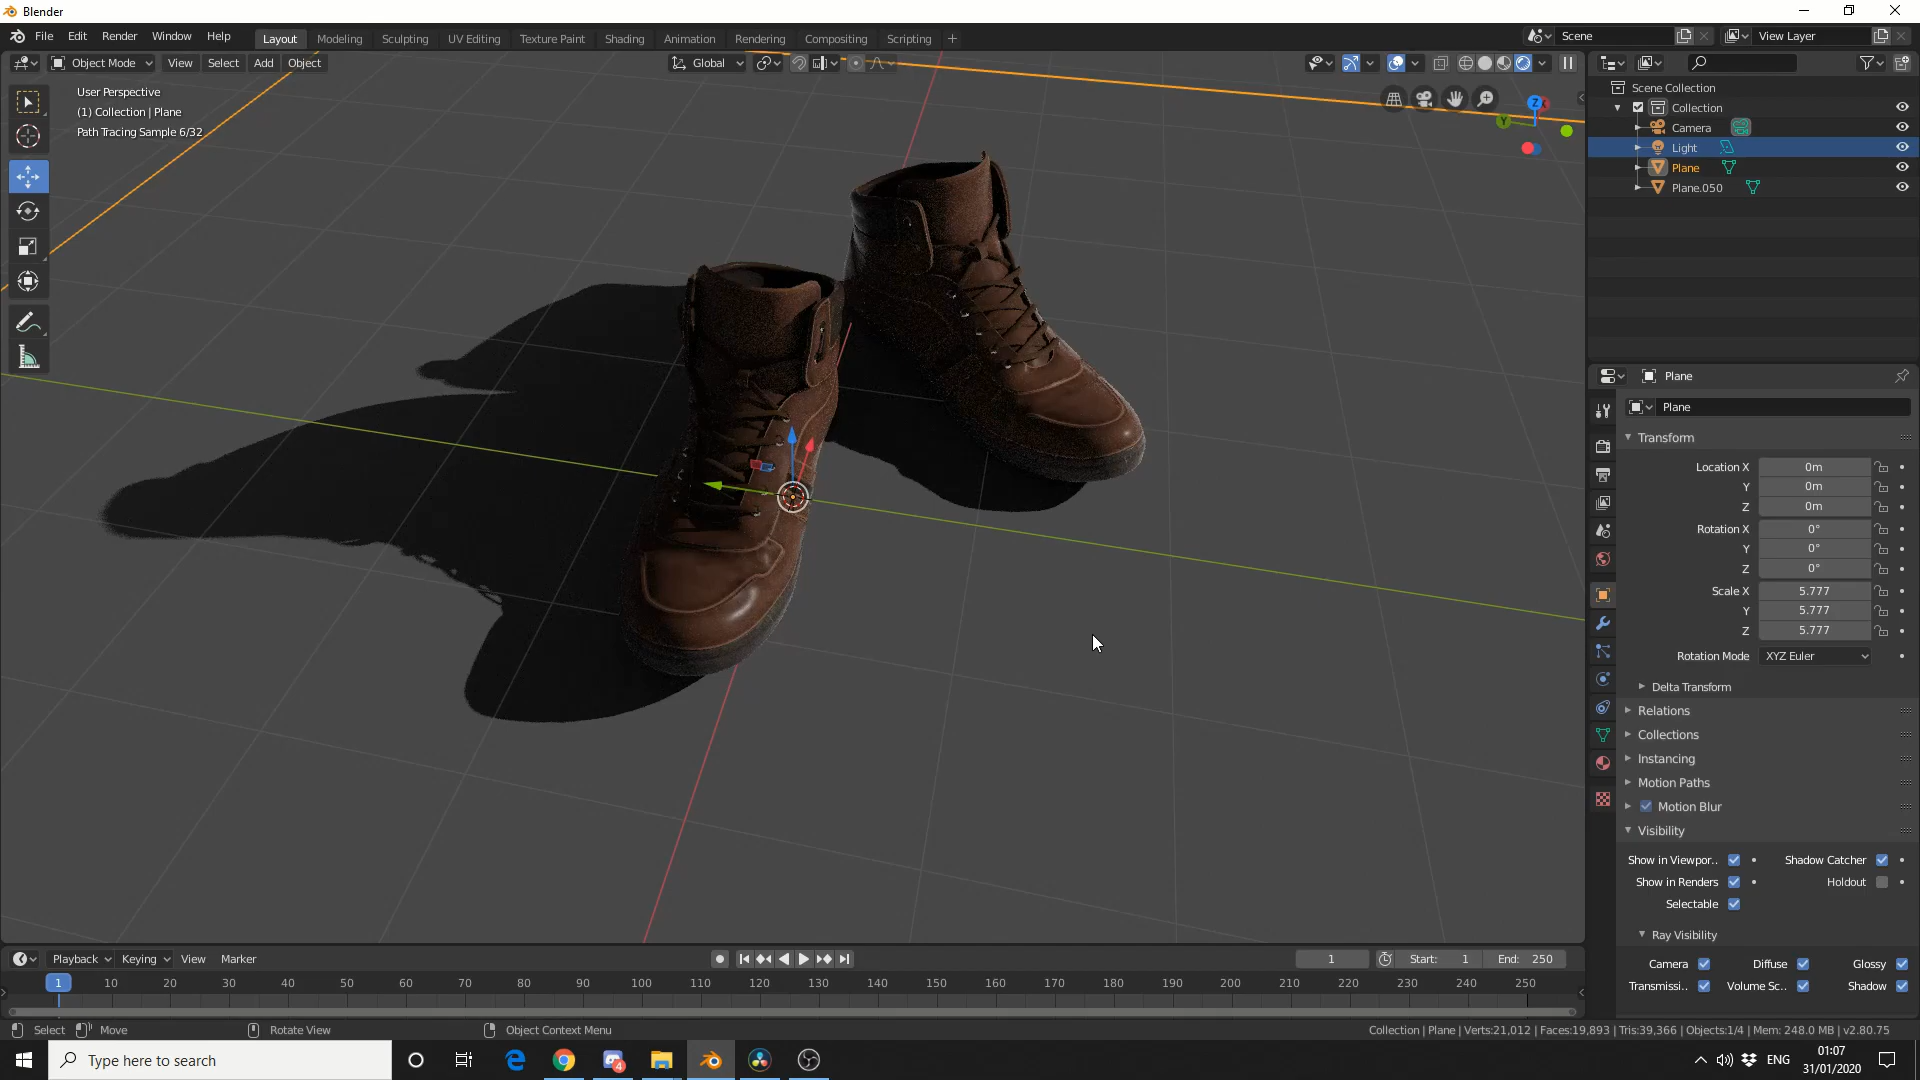 Blender
File Edit Render Window Help
Layout Modeling Sculpting UV Editing Texture Paint Shading Animation Rendering Compositing Scripting +
Scene
View Layer
Object Mode View Select Add Object
Global
User Perspective
(1) Collection | Plane
Path Tracing Sample 6/32
Z
Y
Scene Collection
Collection
Camera
Light
Plane
Plane.050
Plane
Plane
Transform
Location X 0m
Y 0m
Z 0m
Rotation X 0°
Y 0°
Z 0°
Scale X 5.777
Y 5.777
Z 5.777
Rotation Mode XYZ Euler
Delta Transform
Relations
Collections
Instancing
Motion Paths
Motion Blur
Visibility
Show in Viewpor.. Shadow Catcher
Show in Renders Holdout
Selectable
Ray Visibility
Camera Diffuse Glossy
Transmissi.. Volume Sc.. Shadow
Playback Keying View Marker
1 Start: 1 End: 250
1 10 20 30 40 50 60 70 80 90 100 110 120 130 140 150 160 170 180 190 200 210 220 230 240 250
Select Move Rotate View Object Context Menu
Collection | Plane | Verts:21,012 | Faces:19,893 | Tris:39,366 | Objects:1/4 | Mem: 248.0 MB | v2.80.75
Type here to search
4
ENG
01:07
31/01/2020